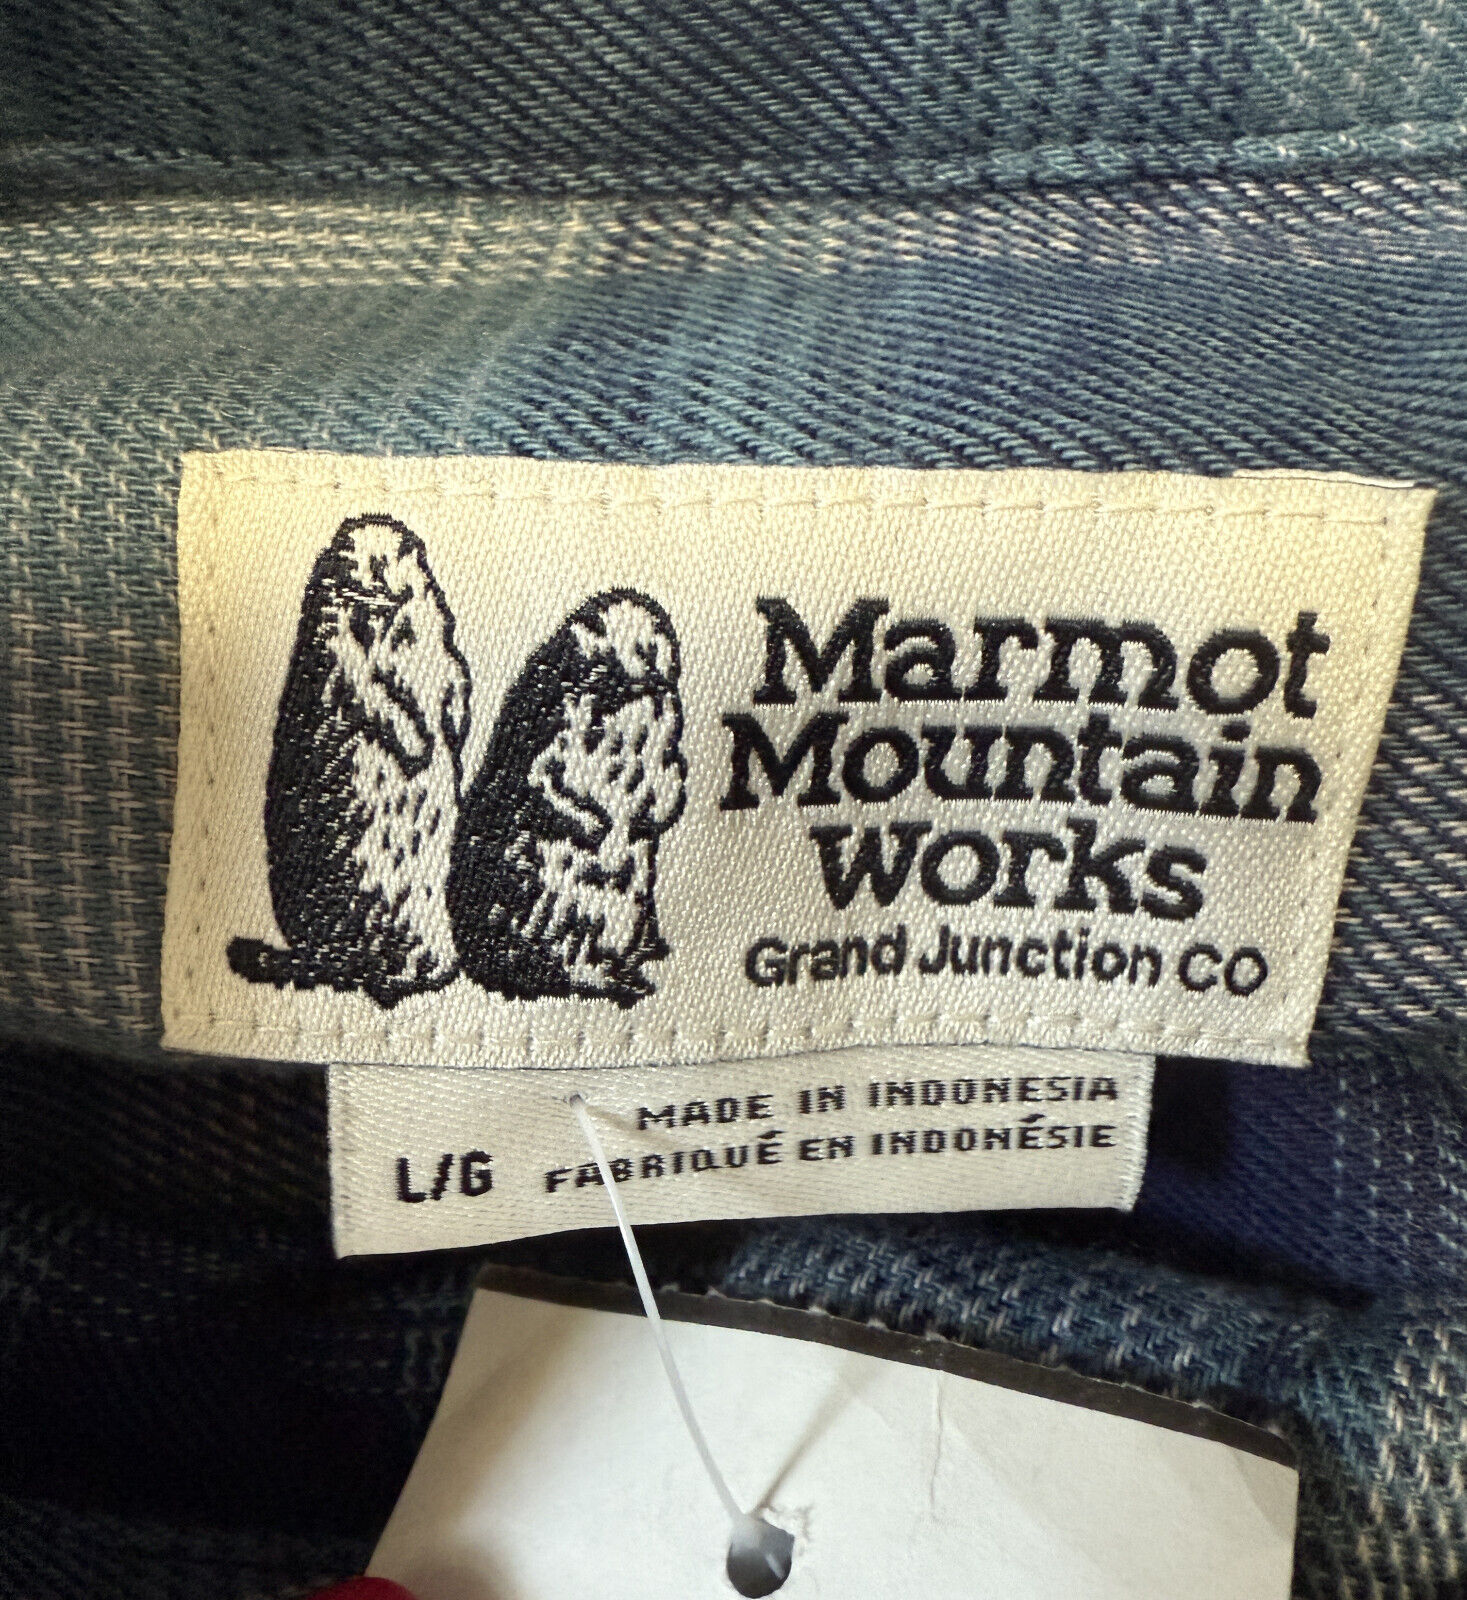 Marmot
Mountain
Works
Grand Junction CO
MADE IN INDONESIA
L/G FABRIQUÉ EN INDONÉSIE